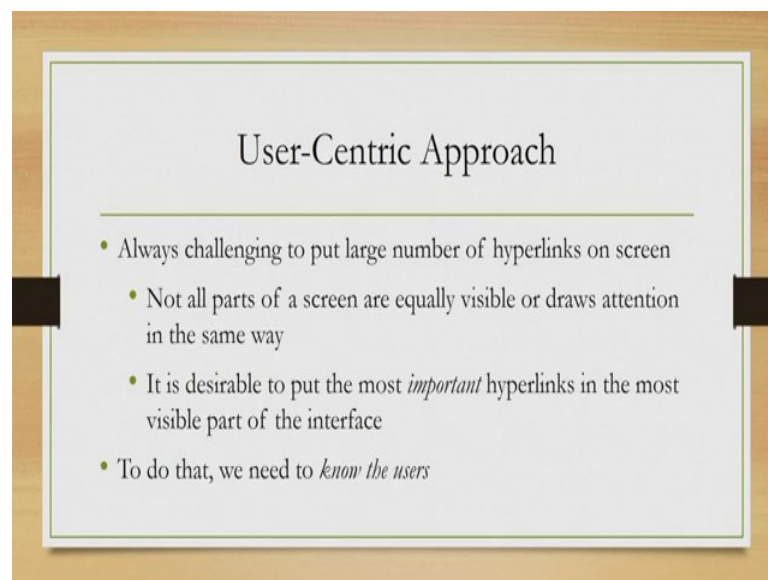 User-Centric Approach
• Always challenging to put large number of hyperlinks on screen
• Not all parts of a screen are equally visible or draws attention
in the same way
• It is desirable to put the most important hyperlinks in the most
visible part of the interface
• To do that, we need to know the users